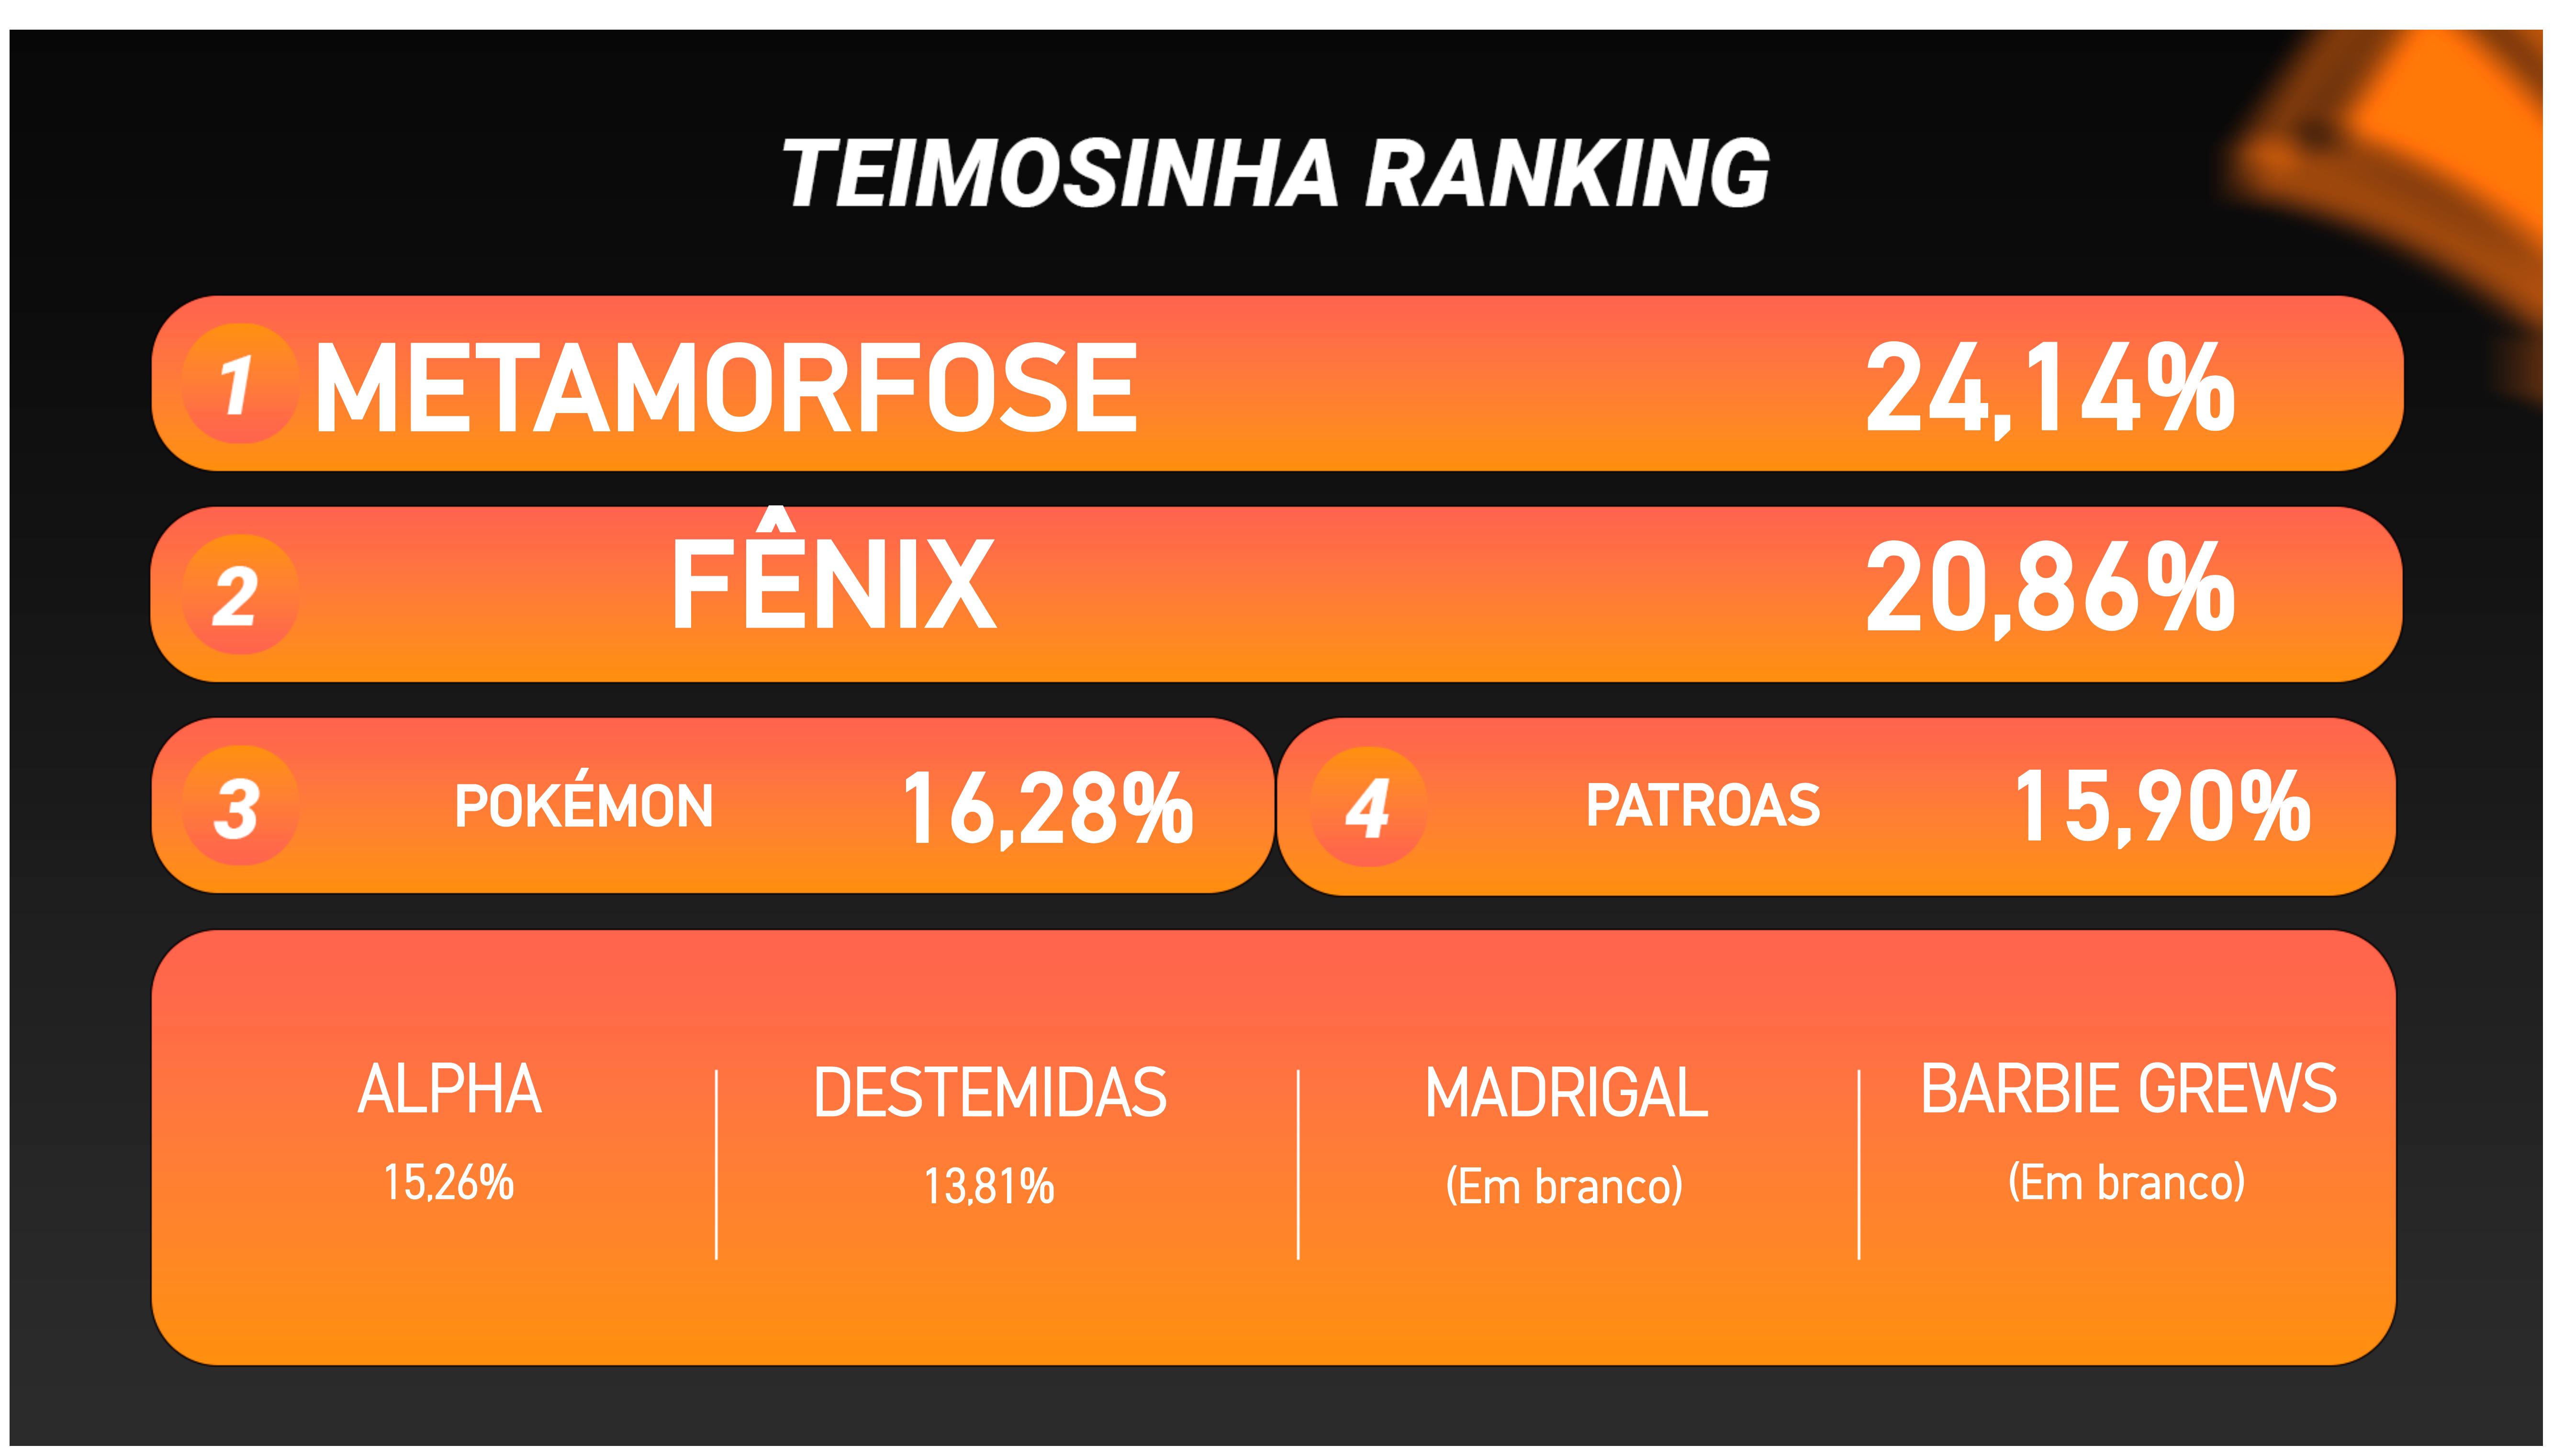 TEIMOSINHA RANKING
1 METAMORFOSE 24,14%
2 FÊNIX 20,86%
3 POKÉMON 16,28%
4 PATROAS 15,90%
ALPHA
15,26%
DESTEMIDAS
13,81%
MADRIGAL
(Em branco)
BARBIE GREWS
(Em branco)